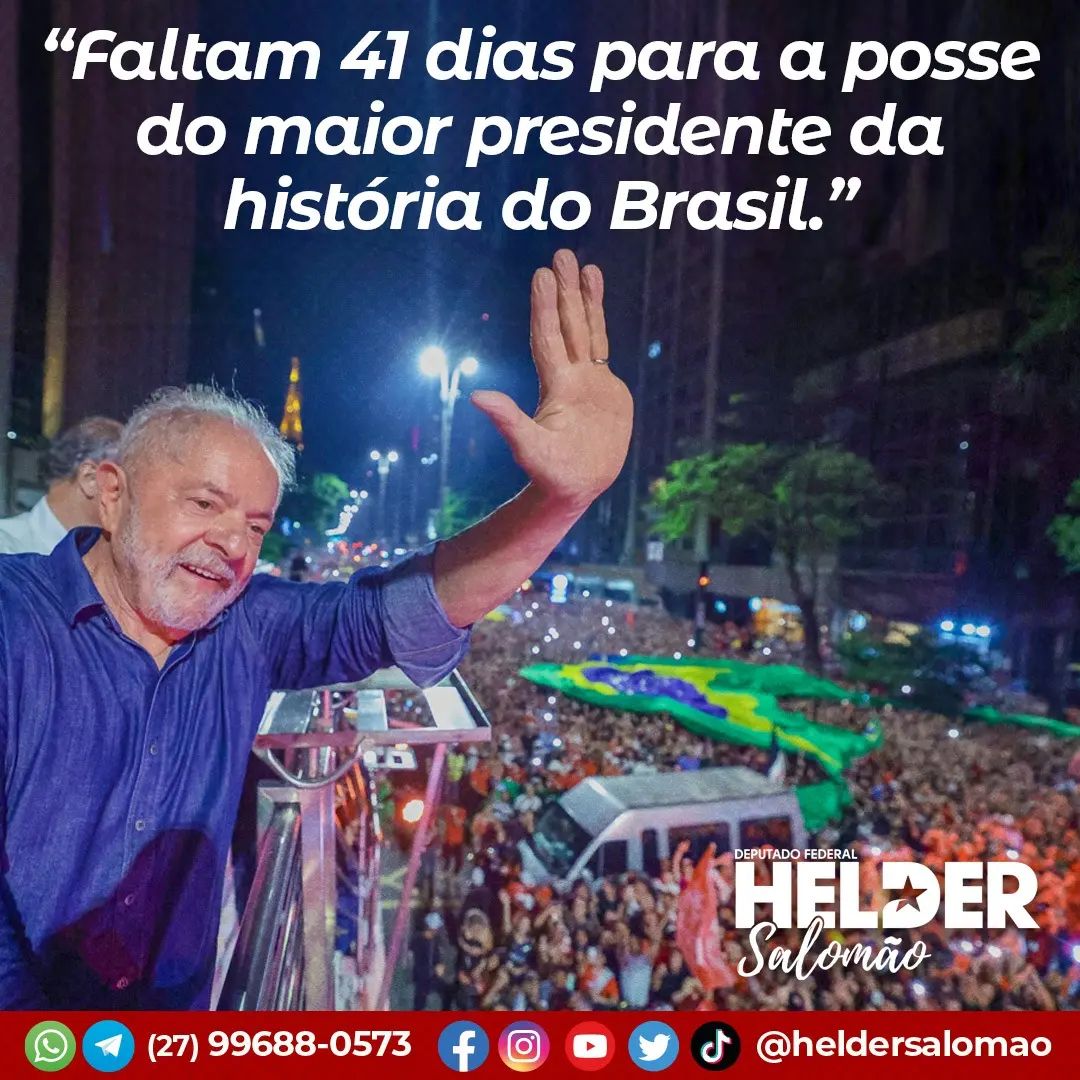 “Faltam 41 dias para a posse
do maior presidente da
história do Brasil.”
DEPUTADO FEDERAL
HELDER
Salomão
(27) 99688-0573 @heldersalomao